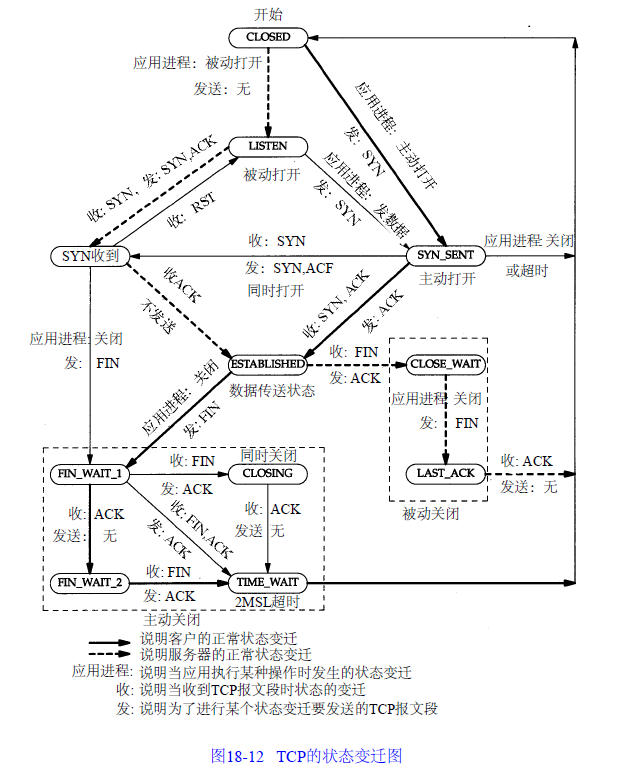 开始
CLOSED
应用进程：被动打开
发送：无
应用进程：主动打开
发：SYN
LISTEN
被动打开
收：SYN，发：SYN,ACK
收：RST
应用进程：发数据
发：SYN
SYN收到
收：SYN
发：SYN,ACF
同时打开
SYN_SENT
主动打开
应用进程 关闭
或超时
收ACK
不发送
收：SYN, ACK
发：ACK
应用进程：关闭
发： FIN
ESTABLISHED
数据传送状态
收：FIN
发：ACK
CLOSE_WAIT
应用进程 关闭
发： FIN
应用进程：关闭
发：FIN
LAST_ACK
收：ACK
发送：无
被动关闭
FIN_WAIT_1
收：FIN
发：ACK
同时关闭
CLOSING
收：ACK
发送： 无
收：FIN,ACK
发：ACK
收：ACK
发送 无
FIN_WAIT_2
收：FIN
发：ACK
TIME_WAIT
2MSL超时
主动关闭
说明客户的正常状态变迁
说明服务器的正常状态变迁
应用进程：说明当应用执行某种操作时发生的状态变迁
收：说明当收到TCP报文段时状态的变迁
发：说明为了进行某个状态变迁要发送的TCP报文段
图18-12 TCP的状态变迁图